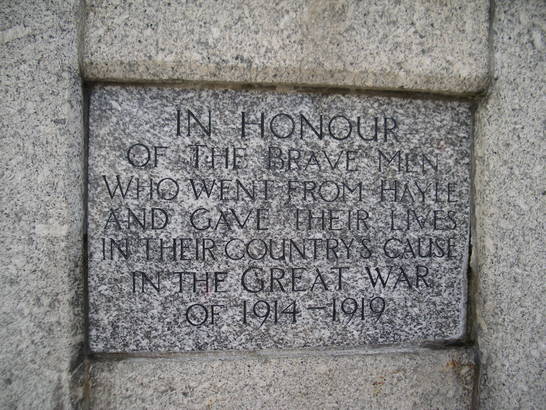 IN HONOUR
OF THE BRAVE MEN
WHO WENT FROM HAYLE
AND GAVE THEIR LIVES
IN THEIR COUNTRY'S CAUSE
IN THE GREAT WAR
OF 1914-1919